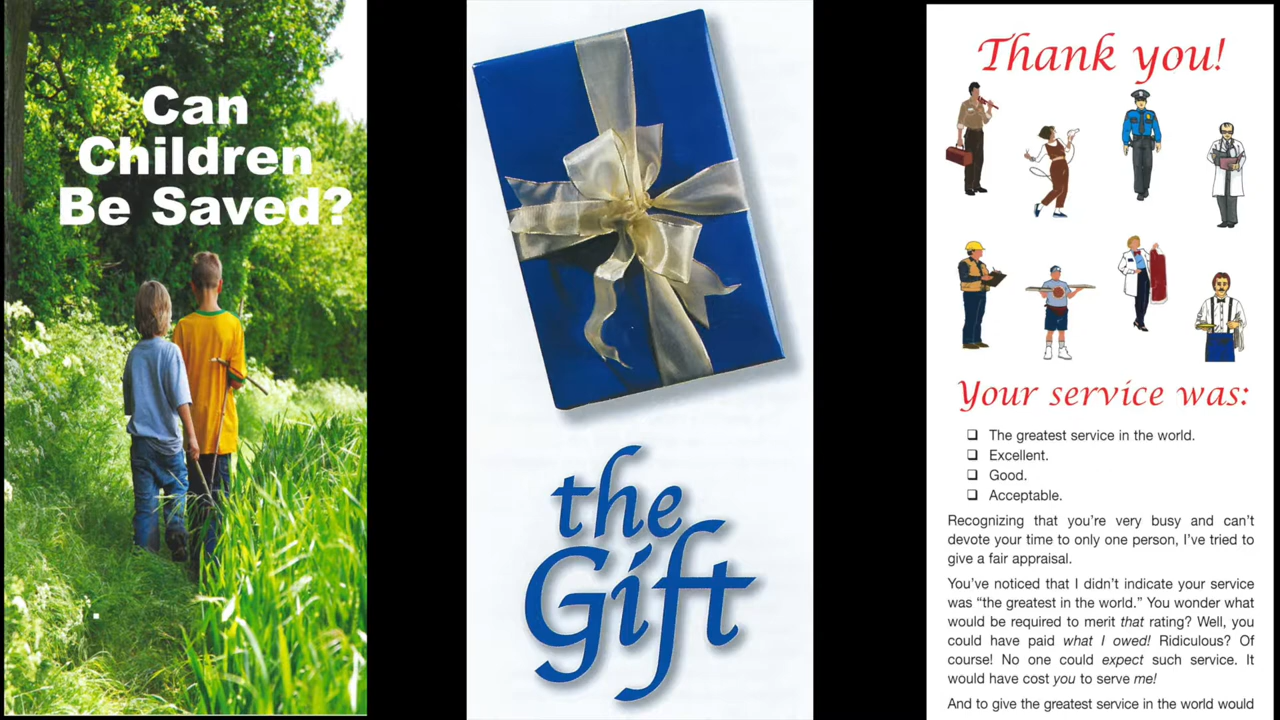 Can
Children
Be Saved?
the
Gift
Thank you!
Your service was:
❑ The greatest service in the world.
❑ Excellent.
❑ Good.
❑ Acceptable.
Recognizing that you're very busy and can't
devote your time to only one person, I've tried to
give a fair appraisal.
You've noticed that I didn't indicate your service
was “the greatest in the world.” You wonder what
would be required to merit that rating? Well, you
could have paid what I owed! Ridiculous? Of
course! No one could expect such service. It
would have cost you to serve me!
And to give the greatest service in the world would